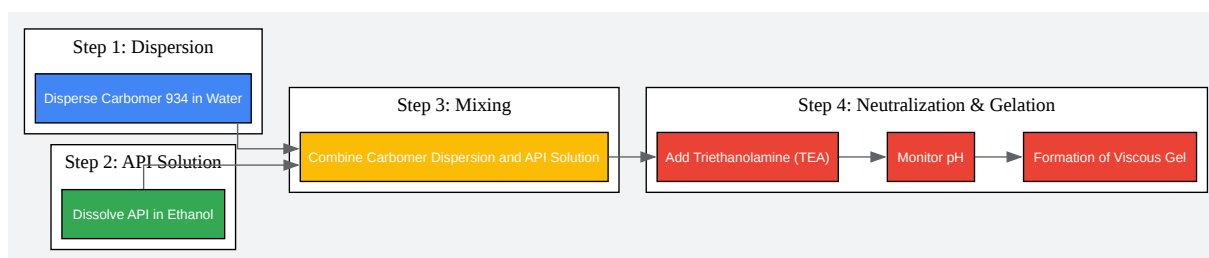 Step 1: Dispersion
Disperse Carbomer 934 in Water
Step 2: API Solution
Dissolve API in Ethanol
Step 3: Mixing
Combine Carbomer Dispersion and API Solution
Step 4: Neutralization & Gelation
Add Triethanolamine (TEA)
Monitor pH
Formation of Viscous Gel